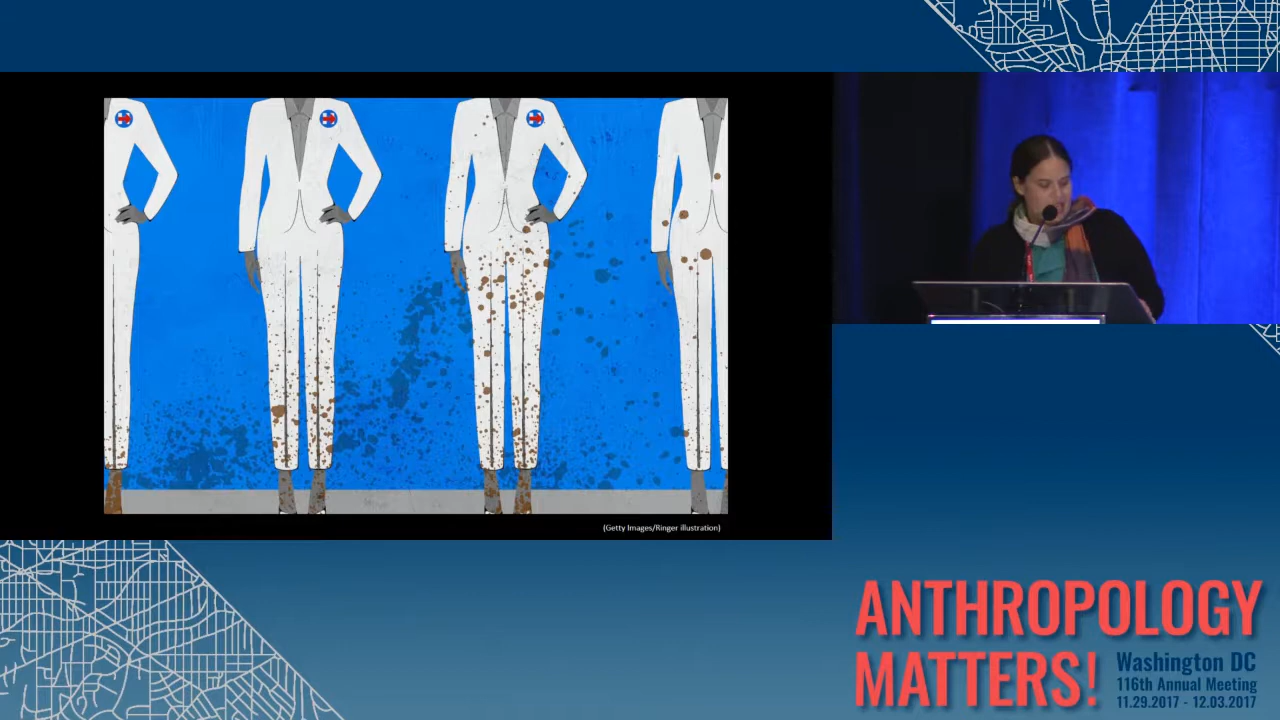 (Getty Images/Ringer illustration)
ANTHROPOLOGY
MATTERS!
Washington DC
116th Annual Meeting
11.29.2017 - 12.03.2017